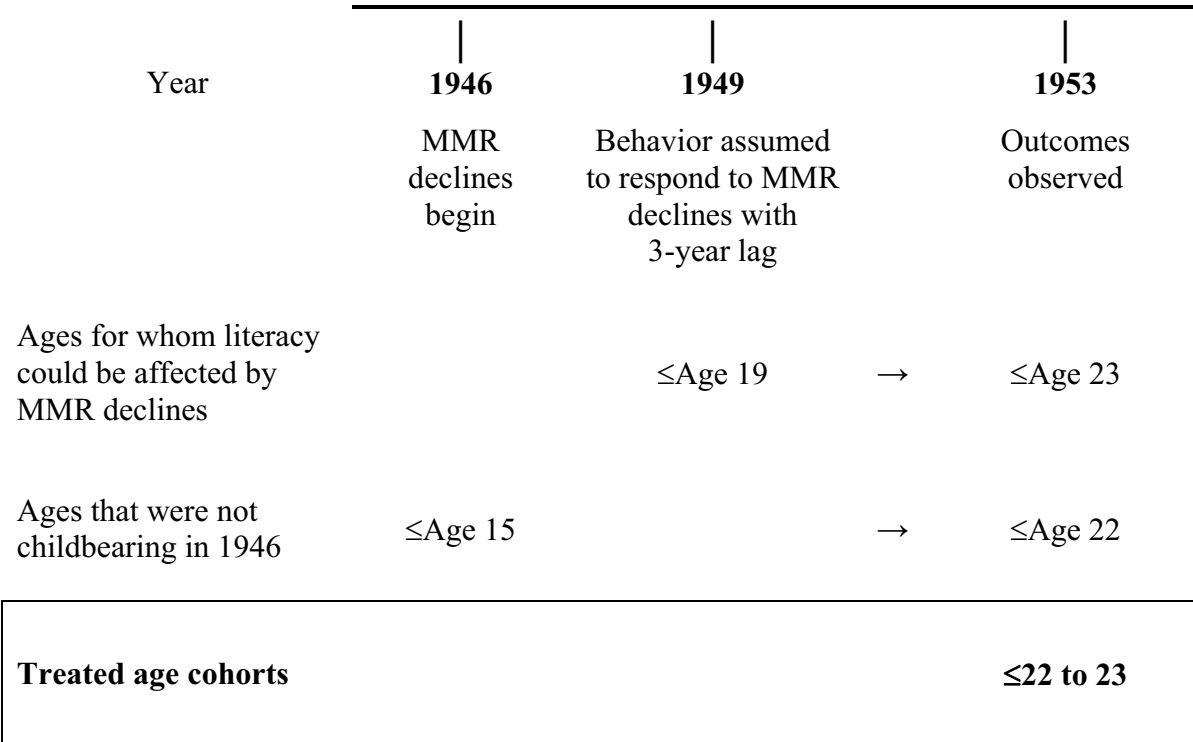 Year 1946 1949 1953
MMR Behavior assumed Outcomes
declines to respond to MMR observed
begin declines with
3-year lag
Ages for whom literacy
could be affected by ≤Age 19 → ≤Age 23
MMR declines
Ages that were not
childbearing in 1946 ≤Age 15 → ≤Age 22
Treated age cohorts ≤22 to 23